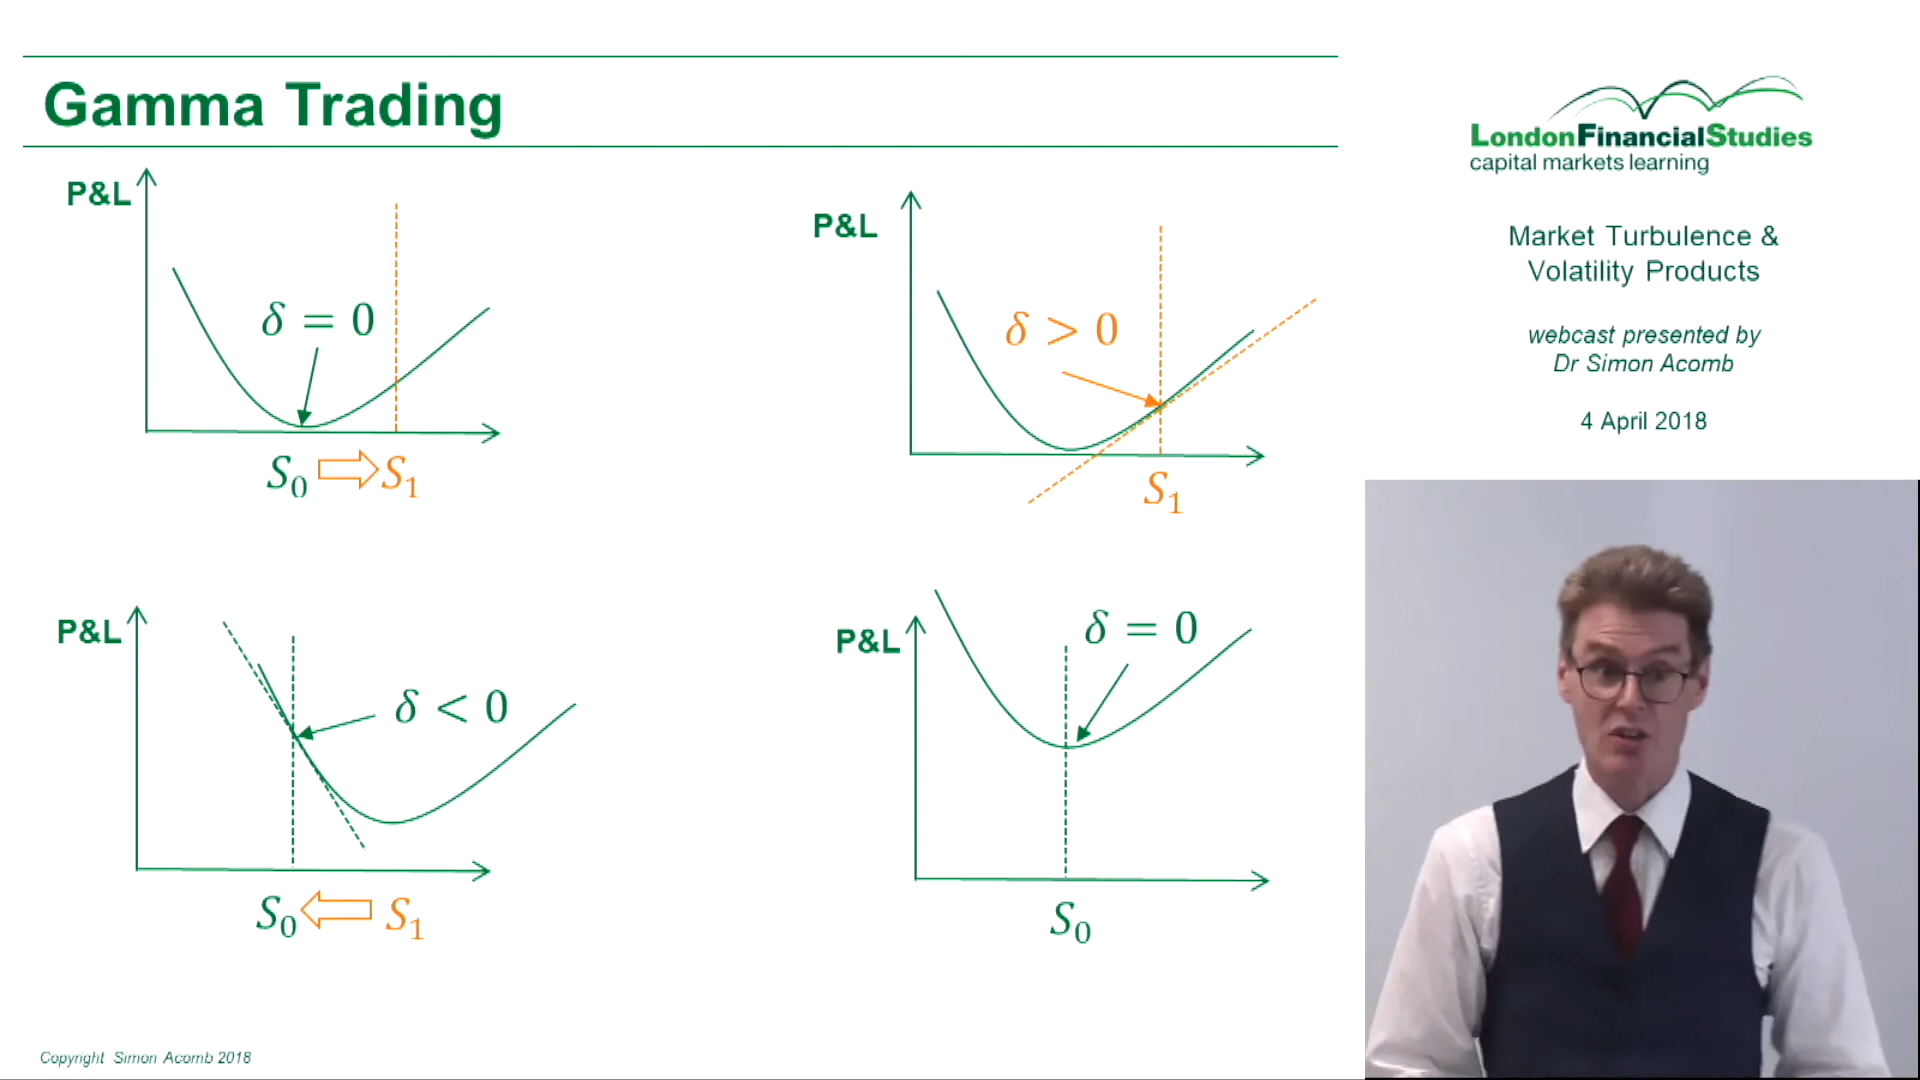 Gamma Trading
P&L
δ = 0
S₀ S₁
P&L
δ > 0
S₁
P&L
δ < 0
S₀ S₁
P&L
δ = 0
S₀
Copyright Simon Acomb 2018
LondonFinancialStudies
capital markets learning
Market Turbulence &
Volatility Products
webcast presented by
Dr Simon Acomb
4 April 2018